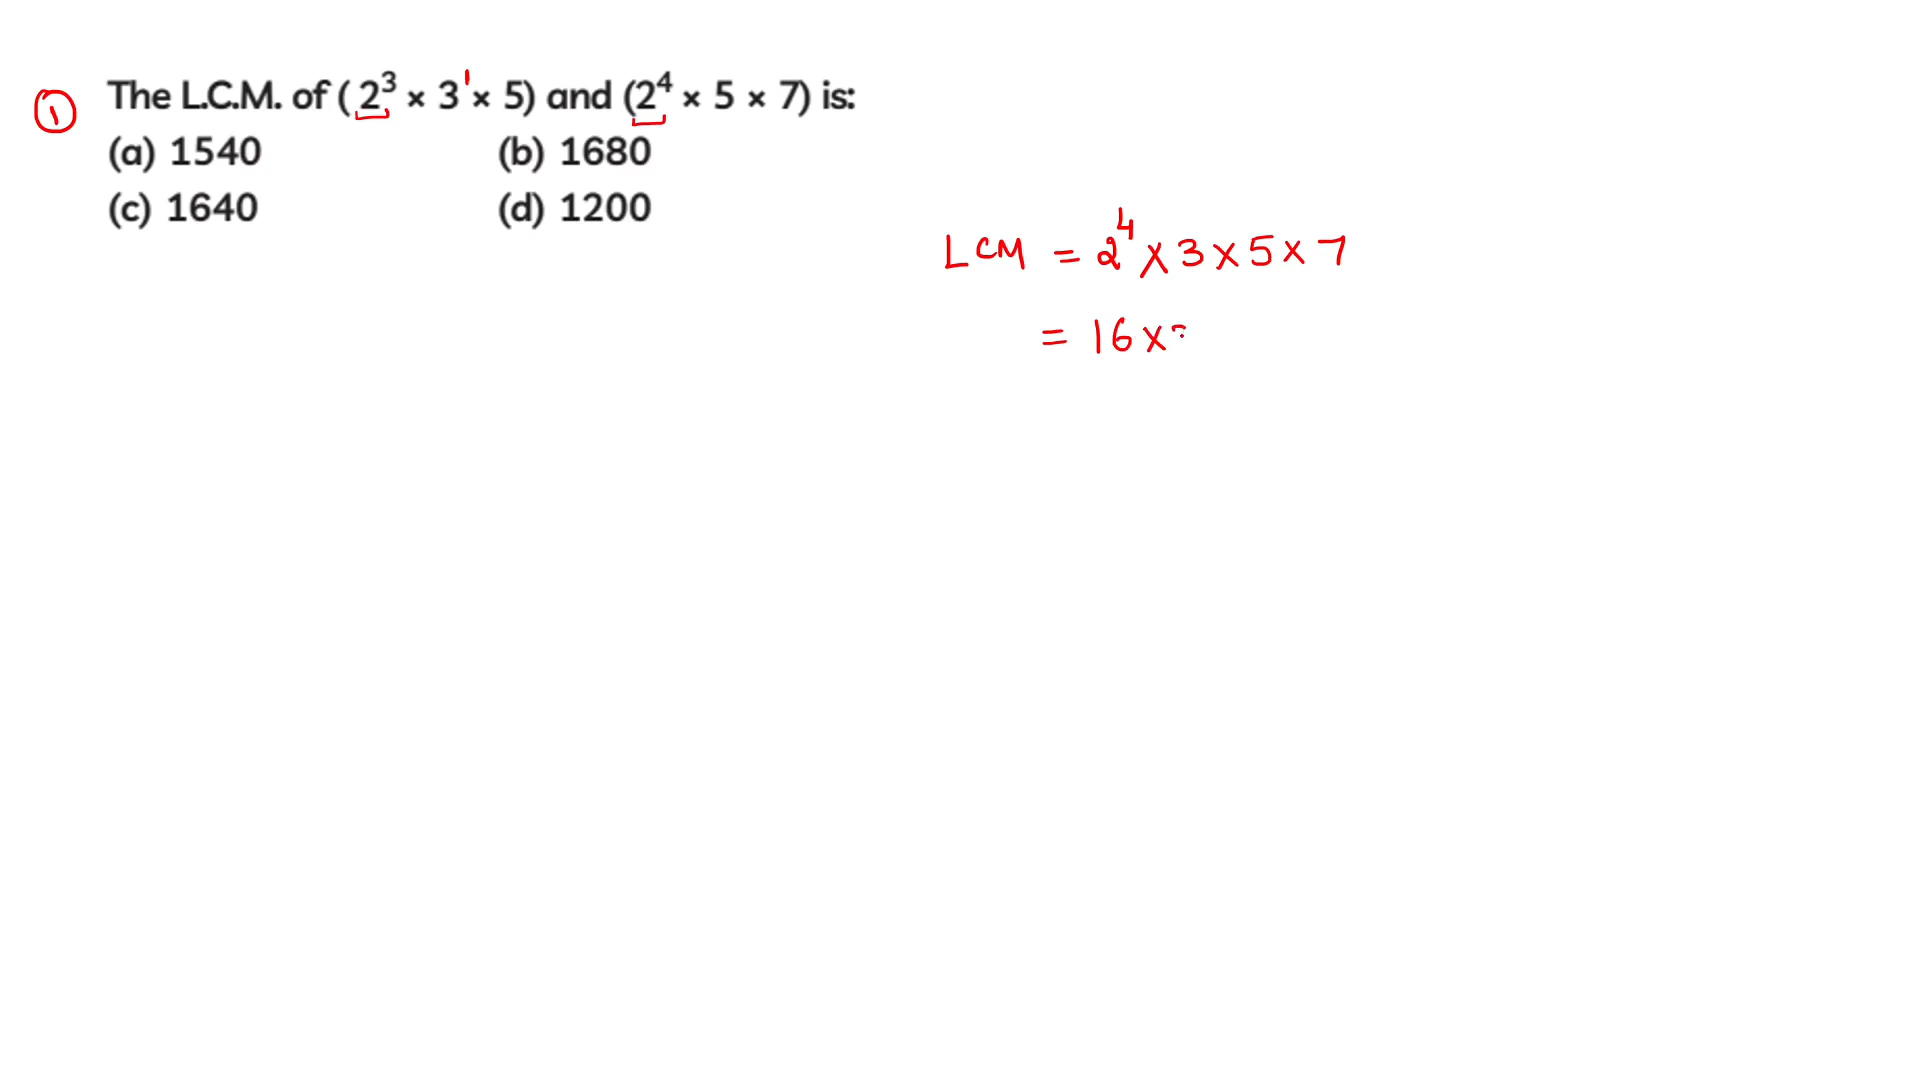 ① The L.C.M. of ( 2³ × 3¹ × 5) and (2⁴ × 5 × 7) is:
(a) 1540 (b) 1680
(c) 1640 (d) 1200
LCM = 2⁴ × 3 × 5 × 7
= 16 ×